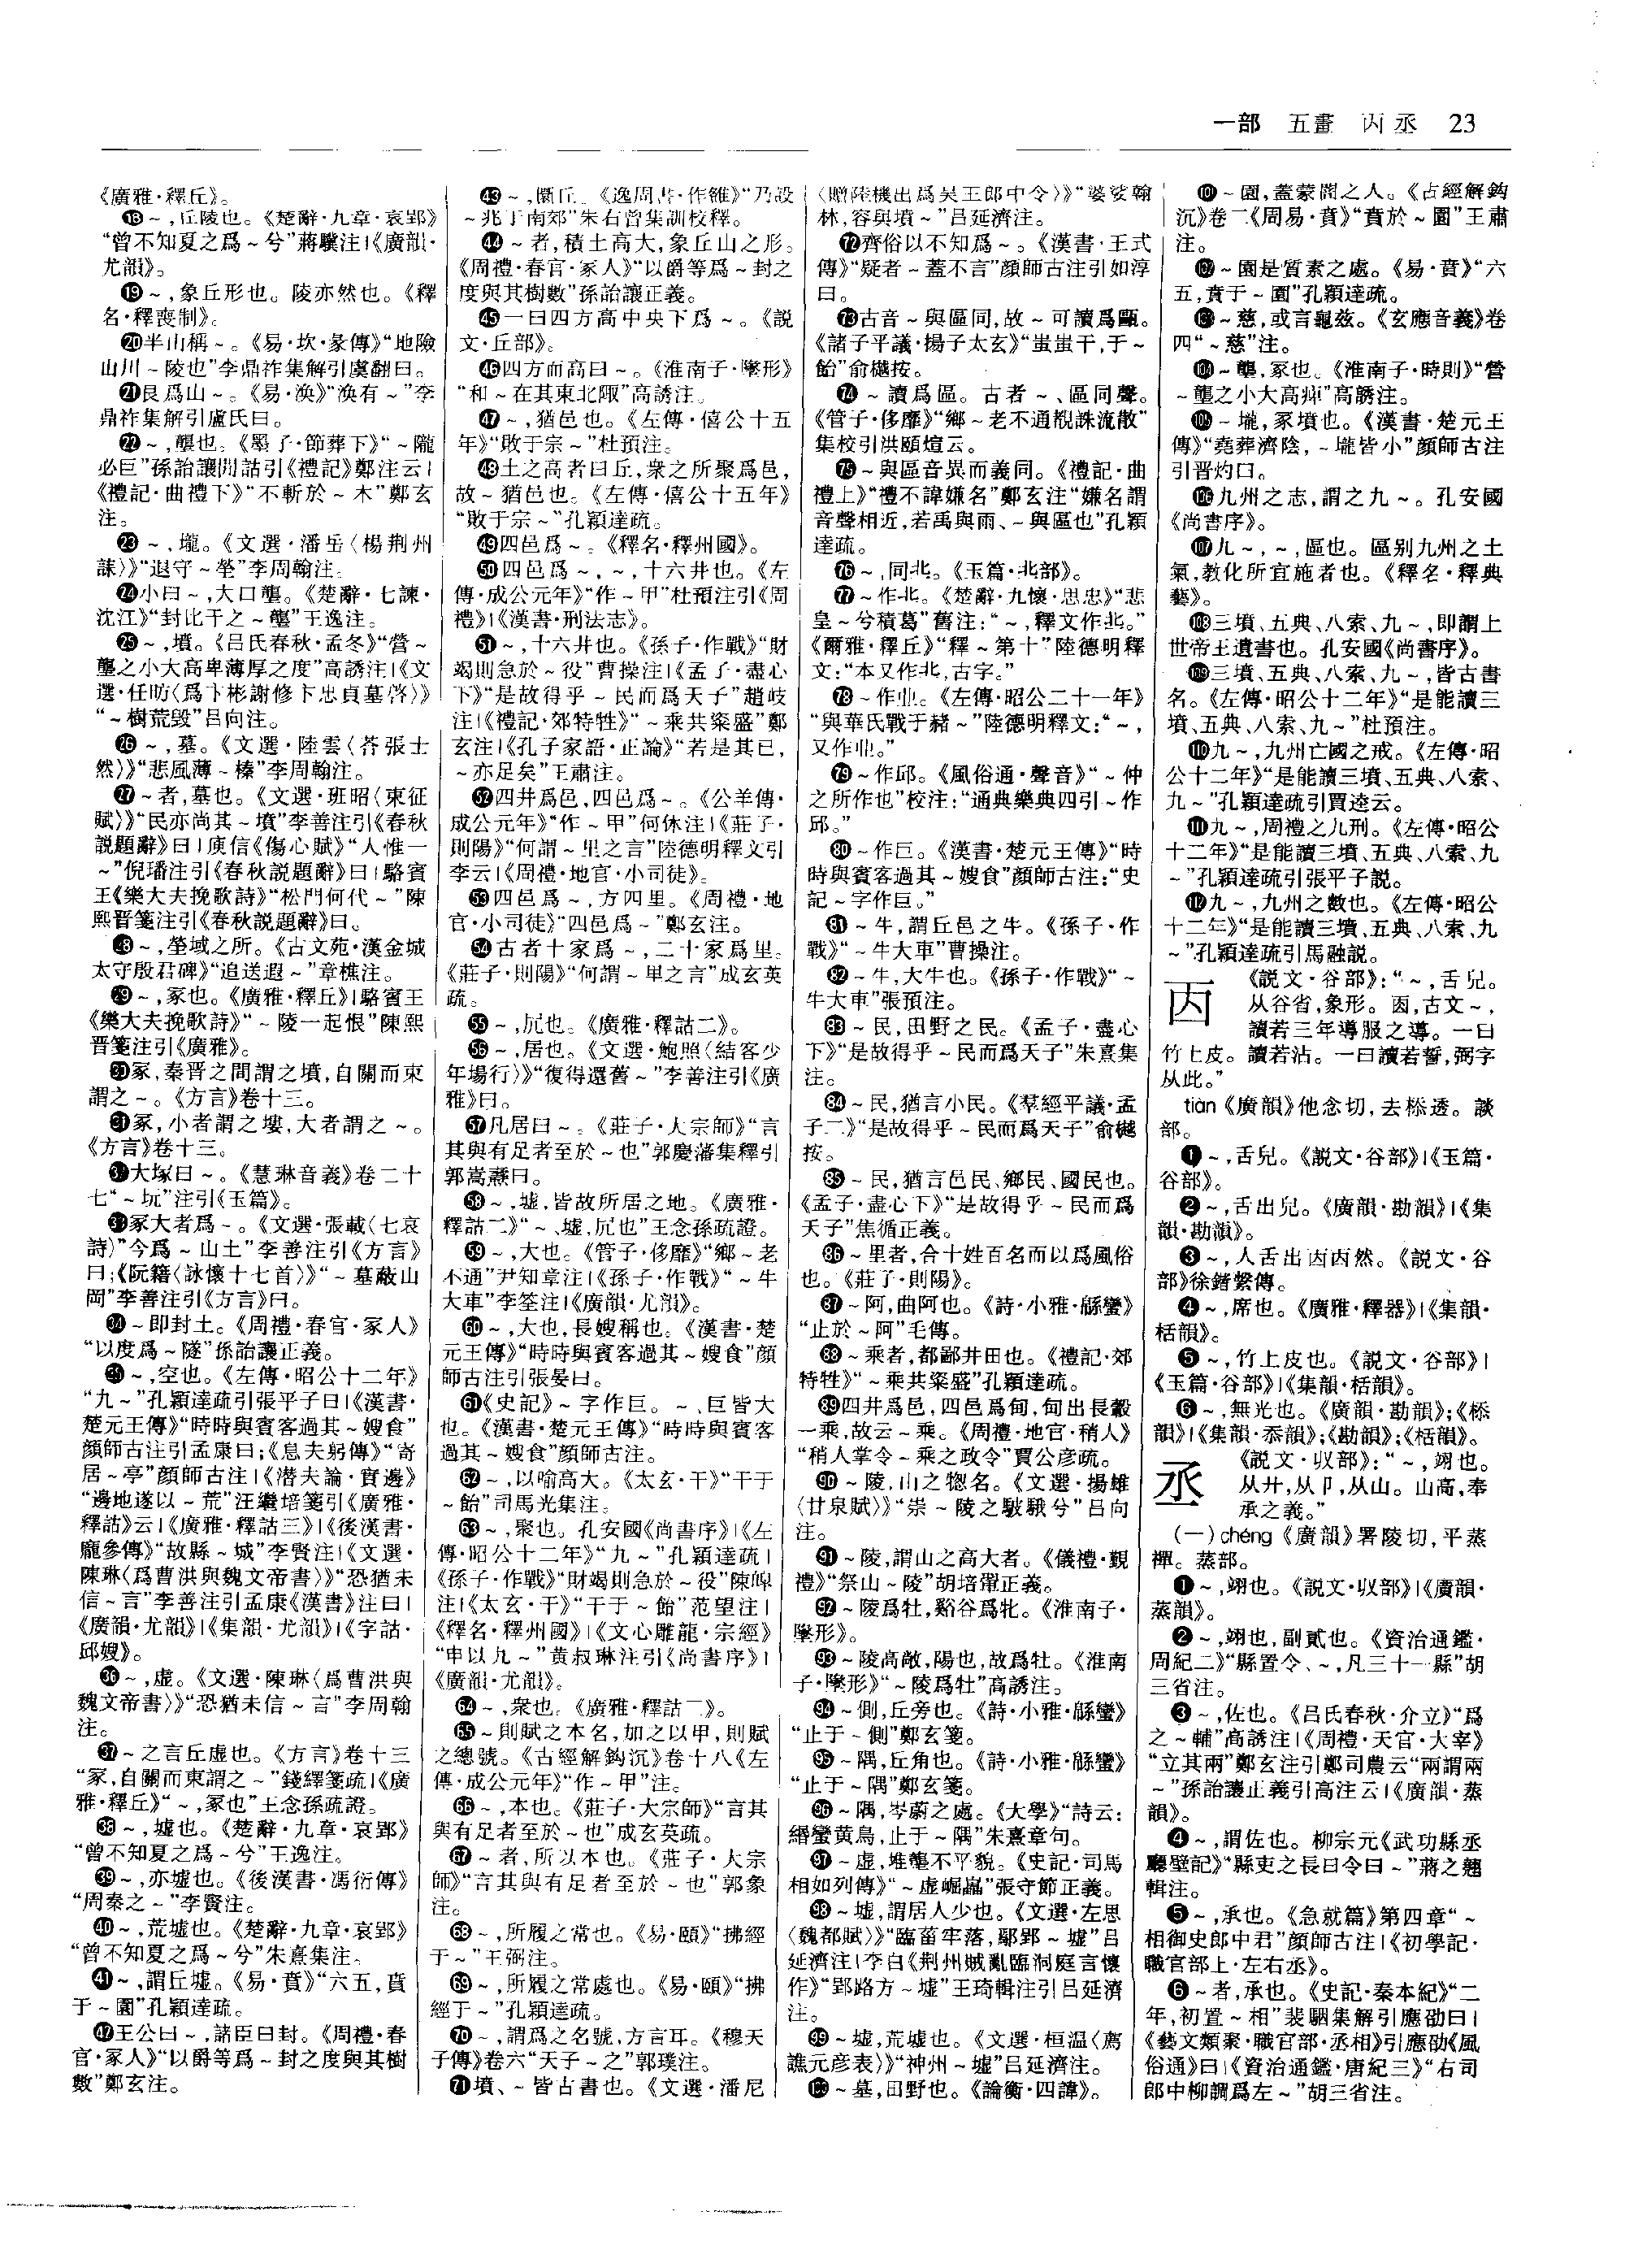 一部　五畫　㐁丞　23
《廣雅·釋丘》。
⓲～,丘陵也。《楚辭·九章·哀郢》
“曾不知夏之爲～兮”蔣驥注|《廣韻·
尤韻》。
⓳～,象丘形也。陵亦然也。《釋
名·釋喪制》。
⓴半山稱～。《易·坎·彖傳》“地險
山川～陵也”李鼎祚集解引虞翻曰。
㉑艮爲山～。《易·渙》“渙有～”李
鼎祚集解引盧氏曰。
㉒～,壟也。《墨子·節葬下》“～隴
必巨”孫詒讓閒詁引《禮記》鄭注云|
《禮記·曲禮下》“不斬於～木”鄭玄
注。
㉓～,壠。《文選·潘岳〈楊荆州
誄〉》“退守～塋”李周翰注。
㉔小曰～,大口壟。《楚辭·七諫·
沈江》“封比干之～壟”王逸注。
㉕～,墳。《吕氏春秋·孟冬》“營～
壟之小大高卑薄厚之度”高誘注|《文
選·任昉〈爲卞彬謝修卞忠貞墓啓〉》
“～樹荒毁”吕向注。
㉖～,墓。《文選·陸雲〈答張士
然〉》“悲風薄～榛”李周翰注。
㉗～者,墓也。《文選·班昭〈東征
賦〉》“民亦尚其～墳”李善注引《春秋
説題辭》曰|庾信《傷心賦》“人惟一
～”倪璠注引《春秋説題辭》曰|駱賓
王《樂大夫挽歌詩》“松門何代～”陳
熙晋箋注引《春秋説題辭》曰。
㉘～,塋域之所。《古文苑·漢金城
太守殷君碑》“追送遐～”章樵注。
㉙～,冢也。《廣雅·釋丘》|駱賓王
《樂大夫挽歌詩》“～陵一起恨”陳熙
晋箋注引《廣雅》。
㉚冢,秦晋之間謂之墳,自關而東
謂之～。《方言》卷十三。
㉛冢,小者謂之塿,大者謂之～。
《方言》卷十三。
㉜大塚曰～。《慧琳音義》卷二十
七“～坑”注引《玉篇》。
㉝冢大者爲～。《文選·張載〈七哀
詩〉”今爲～山土”李善注引《方言》
曰;《阮籍〈詠懷十七首〉》“～墓蔽山
岡”李善注引《方言》曰。
㉞～即封土。《周禮·春官·冢人》
“以度爲～隧”孫詒讓正義。
㉟～,空也。《左傳·昭公十二年》
“九～”孔穎達疏引張平子曰|《漢書·
楚元王傳》“時時與賓客過其～嫂食”
顔師古注引孟康曰;《息夫躬傳》“寄
居～亭”顔師古注|《潜夫論·實邊》
“邊地遂以～荒”汪繼培箋引《廣雅·
釋詁》云|《廣雅·釋詁三》|《後漢書·
龐參傳》“故縣～城”李賢注|《文選·
陳琳〈爲曹洪與魏文帝書〉》“恐猶未
信～言”李善注引孟康《漢書》注曰|
《廣韻·尤韻》|《集韻·尤韻》|《字詁·
邱嫂》。
㊱～,虚。《文選·陳琳〈爲曹洪與
魏文帝書〉》“恐猶未信～言”李周翰
注。
㊲～之言丘虚也。《方言》卷十三
“冢,自關而東謂之～”錢繹箋疏|《廣
雅·釋丘》“～,冢也”王念孫疏證。
㊳～,墟也。《楚辭·九章·哀郢》
“曾不知夏之爲～兮”王逸注。
㊴～,亦墟也。《後漢書·馮衍傳》
“周秦之～”李賢注。
㊵～,荒墟也。《楚辭·九章·哀郢》
“曾不知夏之爲～兮”朱熹集注。
㊶～,謂丘墟。《易·賁》“六五,賁
于～園”孔穎達疏。
㊷王公曰～,諸臣曰封。《周禮·春
官·冢人》“以爵等爲～封之度與其樹
數”鄭玄注。
㊸～,圜丘。《逸周書·作雒》“乃設
～兆于南郊”朱右曾集訓校釋。
㊹～者,積土高大,象丘山之形。
《周禮·春官·冢人》“以爵等爲～封之
度與其樹數”孫詒讓正義。
㊺一曰四方高中央下爲～。《説
文·丘部》。
㊻四方而高曰～。《淮南子·墬形》
“和～在其東北陬”高誘注。
㊼～,猶邑也。《左傳·僖公十五
年》“敗于宗～”杜預注。
㊽土之高者曰丘,衆之所聚爲邑,
故～猶邑也。《左傳·僖公十五年》
“敗于宗～”孔穎達疏。
㊾四邑爲～。《釋名·釋州國》。
㊿四邑爲～,～,十六井也。《左
傳·成公元年》“作～甲”杜預注引《周
禮》|《漢書·刑法志》。
51～,十六井也。《孫子·作戰》“財
竭則急於～役”曹操注|《孟子·盡心
下》“是故得乎～民而爲天子”趙岐
注|《禮記·郊特牲》“～乘共粢盛”鄭
玄注|《孔子家語·正論》“若是其已,
～亦足矣”王肅注。
52四井爲邑,四邑爲～。《公羊傳·
成公元年》“作～甲”何休注|《莊子·
則陽》“何謂～里之言”陸德明釋文引
李云|《周禮·地官·小司徒》。
53四邑爲～,方四里。《周禮·地
官·小司徒》“四邑爲～”鄭玄注。
54古者十家爲～,二十家爲里。
《莊子·則陽》“何謂～里之言”成玄英
疏。
55～,凥也。《廣雅·釋詁二》。
56～,居也。《文選·鮑照〈結客少
年場行〉》“復得還舊～”李善注引《廣
雅》曰。
57凡居曰～。《莊子·大宗師》“言
其與有足者至於～也”郭慶藩集釋引
郭嵩燾曰。
58～,墟,皆故所居之地。《廣雅·
釋詁二》“～、墟,凥也”王念孫疏證。
59～,大也。《管子·侈靡》“鄉～老
不通”尹知章注|《孫子·作戰》“～牛
大車”李筌注|《廣韻·尤韻》。
60～,大也,長嫂稱也。《漢書·楚
元王傳》“時時與賓客過其～嫂食”顔
師古注引張晏曰。
61《史記》～字作巨。～、巨皆大
也。《漢書·楚元王傳》“時時與賓客
過其～嫂食”顔師古注。
62～,以喻高大。《太玄·干》“干于
～飴”司馬光集注。
63～,聚也。孔安國《尚書序》|《左
傳·昭公十二年》“九～”孔穎達疏|
《孫子·作戰》“財竭則急於～役”陳皥
注|《太玄·干》“干于～飴”范望注|
《釋名·釋州國》|《文心雕龍·宗經》
“申以九～”黄叔琳注引《尚書序》|
《廣韻·尤韻》。
64～,衆也。《廣雅·釋詁三》。
65～則賦之本名,加之以甲,則賦
之總號。《古經解鈎沉》卷十八《左
傳·成公元年》“作～甲”注。
66～,本也。《莊子·大宗師》“言其
與有足者至於～也”成玄英疏。
67～者,所以本也。《莊子·大宗
師》“言其與有足者至於～也”郭象
注。
68～,所履之常也。《易·頤》“拂經
于～”王弼注。
69～,所履之常處也。《易·頤》“拂
經于～”孔穎達疏。
70～,謂爲之名號,方言耳。《穆天
子傳》卷六“天子～之”郭璞注。
71墳、～皆古書也。《文選·潘尼
〈贈陸機出爲吴王郎中令〉》“婆娑翰
林,容與墳～”吕延濟注。
72齊俗以不知爲～。《漢書·王式
傳》“疑者～蓋不言”顔師古注引如淳
曰。
73古音～與區同,故～可讀爲甌。
《諸子平議·揚子太玄》“蚩蚩干,于～
飴”俞樾按。
74～讀爲區。古者～、區同聲。
《管子·侈靡》“鄉～老不通覩誅流散”
集校引洪頤煊云。
75～與區音異而義同。《禮記·曲
禮上》“禮不諱嫌名”鄭玄注“嫌名謂
音聲相近,若禹與雨、～與區也”孔穎
達疏。
76～,同北。《玉篇·北部》。
77～作北。《楚辭·九懷·思忠》“悲
皇～兮積葛”舊注:“～,釋文作北。”
《爾雅·釋丘》“釋～第十”陸德明釋
文:“本又作北,古字。”
78～作㐀。《左傳·昭公二十一年》
“與華氏戰于赭～”陸德明釋文:“～,
又作㐀。”
79～作邱。《風俗通·聲音》“～仲
之所作也”校注:“通典樂典四引～作
邱。”
80～作巨。《漢書·楚元王傳》“時
時與賓客過其～嫂食”顔師古注:“史
記～字作巨。”
81～牛,謂丘邑之牛。《孫子·作
戰》“～牛大車”曹操注。
82～牛,大牛也。《孫子·作戰》“～
牛大車”張預注。
83～民,田野之民。《孟子·盡心
下》“是故得乎～民而爲天子”朱熹集
注。
84～民,猶言小民。《羣經平議·孟
子二》“是故得乎～民而爲天子”俞樾
按。
85～民,猶言邑民、鄉民、國民也。
《孟子·盡心下》“是故得乎～民而爲
天子”焦循正義。
86～里者,合十姓百名而以爲風俗
也。《莊子·則陽》。
87～阿,曲阿也。《詩·小雅·緜蠻》
“止於～阿”毛傳。
88～乘者,都鄙井田也。《禮記·郊
特牲》“～乘共粢盛”孔穎達疏。
89四井爲邑,四邑爲甸,甸出長轂
一乘,故云～乘。《周禮·地官·稍人》
“稍人掌令～乘之政令”賈公彦疏。
90～陵,山之惣名。《文選·揚雄
〈甘泉賦〉》“崇～陵之駊騀兮”吕向
注。
91～陵,謂山之高大者。《儀禮·覲
禮》“祭山～陵”胡培翬正義。
92～陵爲牡,谿谷爲牝。《淮南子·
墬形》。
93～陵高敞,陽也,故爲牡。《淮南
子·墬形》“～陵爲牡”高誘注。
94～側,丘旁也。《詩·小雅·緜蠻》
“止于～側”鄭玄箋。
95～隅,丘角也。《詩·小雅·緜蠻》
“止于～隅”鄭玄箋。
96～隅,岑蔚之處。《大學》“詩云:
緡蠻黄鳥,止于～隅”朱熹章句。
97～虚,堆壟不平貌。《史記·司馬
相如列傳》“～虚崛礨”張守節正義。
98～墟,謂居人少也。《文選·左思
〈魏都賦〉》“臨菑牢落,鄢郢～墟”吕
延濟注|李白《荆州賊亂臨洞庭言懷
作》“郢路方～墟”王琦輯注引吕延濟
注。
99～墟,荒墟也。《文選·桓温〈薦
譙元彦表〉》“神州～墟”吕延濟注。
100～墓,田野也。《論衡·四諱》。
101～園,蓋蒙闇之人。《古經解鈎
沉》卷二《周易·賁》“賁於～園”王肅
注。
102～園是質素之處。《易·賁》“六
五,賁于～園”孔穎達疏。
103～慈,或言龜兹。《玄應音義》卷
四“～慈”注。
104～壟,冢也。《淮南子·時則》“營
～壟之小大高痺”高誘注。
105～壠,冢墳也。《漢書·楚元王
傳》“堯葬濟陰,～壠皆小”顔師古注
引晋灼曰。
106九州之志,謂之九～。孔安國
《尚書序》。
107九～,～,區也。區别九州之土
氣,教化所宜施者也。《釋名·釋典
藝》。
108三墳、五典、八索、九～,即謂上
世帝王遺書也。孔安國《尚書序》。
109三墳、五典、八索、九～,皆古書
名。《左傳·昭公十二年》“是能讀三
墳、五典、八索、九～”杜預注。
110九～,九州亡國之戒。《左傳·昭
公十二年》“是能讀三墳、五典、八索、
九～”孔穎達疏引賈逵云。
111九～,周禮之九刑。《左傳·昭公
十二年》“是能讀三墳、五典、八索、九
～”孔穎達疏引張平子説。
112九～,九州之數也。《左傳·昭公
十二年》“是能讀三墳、五典、八索、九
～”孔穎達疏引馬融説。
㐁　《説文·谷部》:“～,舌皃。
从谷省,象形。㐁,古文～,
讀若三年導服之導。一曰
竹上皮。讀若沾。一曰讀若誓,弼字
从此。”
tiàn《廣韻》他念切,去㮇透。談
部。
❶～,舌皃。《説文·谷部》|《玉篇·
谷部》。
❷～,舌出皃。《廣韻·勘韻》|《集
韻·勘韻》。
❸～,人舌出㐁㐁然。《説文·谷
部》徐鍇繫傳。
❹～,席也。《廣雅·釋器》|《集韻·
栝韻》。
❺～,竹上皮也。《説文·谷部》|
《玉篇·谷部》|《集韻·栝韻》。
❻～,無光也。《廣韻·勘韻》;《㮇
韻》|《集韻·忝韻》;《勘韻》;《栝韻》。
丞　《説文·収部》:“～,翊也。
从廾,从卩,从山。山高,奉
承之義。”
(一)chéng《廣韻》署陵切,平蒸
禪。蒸部。
❶～,翊也。《説文·収部》|《廣韻·
蒸韻》。
❷～,翊也,副貳也。《資治通鑑·
周紀二》“縣置令、～,凡三十一縣”胡
三省注。
❸～,佐也。《吕氏春秋·介立》“爲
之～輔”高誘注|《周禮·天官·大宰》
“立其兩”鄭玄注引鄭司農云“兩謂兩
～”孫詒讓正義引高注云|《廣韻·蒸
韻》。
❹～,謂佐也。柳宗元《武功縣丞
廳壁記》“縣吏之長曰令曰～”蔣之翹
輯注。
❺～,承也。《急就篇》第四章“～
相御史郎中君”顔師古注|《初學記·
職官部上·左右丞》。
❻～者,承也。《史記·秦本紀》“二
年,初置～相”裴駰集解引應劭曰|
《藝文類聚·職官部·丞相》引應劭《風
俗通》曰|《資治通鑑·唐紀三》“右司
郎中柳調爲左～”胡三省注。